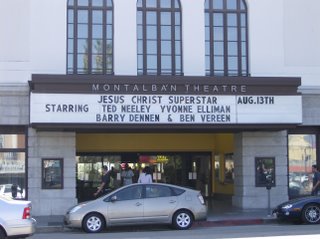 MONTALBÁN THEATRE
JESUS CHRIST SUPERSTAR AUG.13TH
STARRING TED NEELEY YVONNE ELLIMAN
BARRY DENNEN & BEN VEREEN